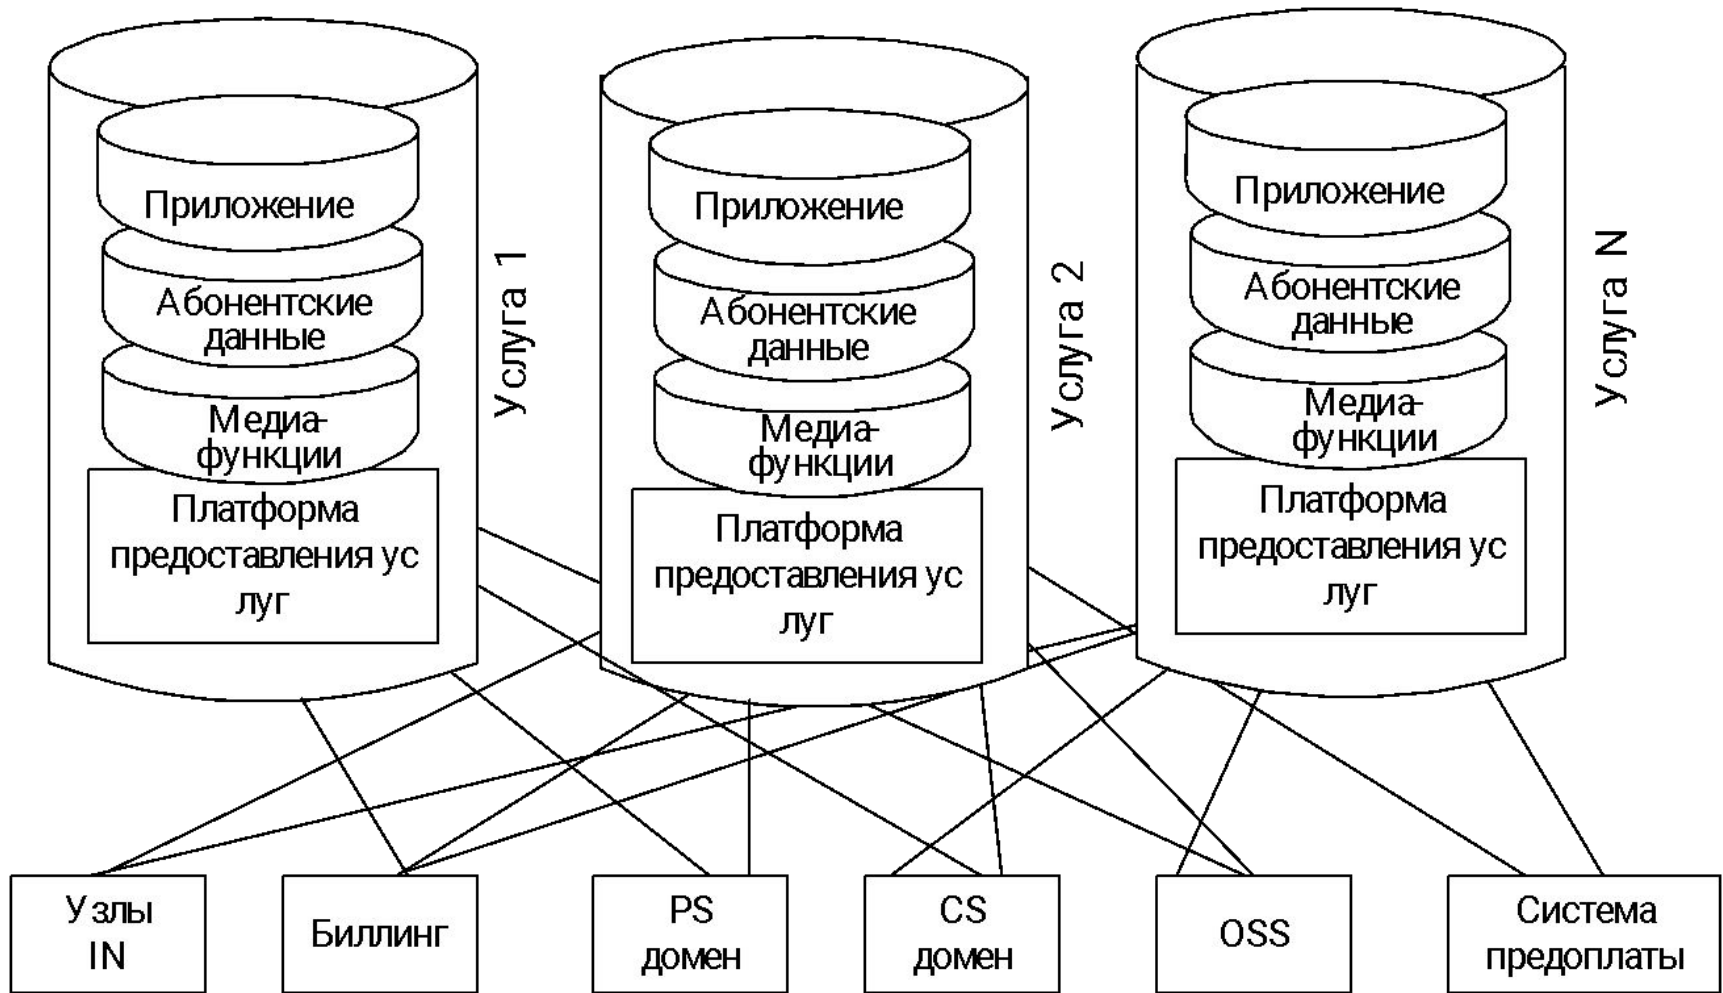 Приложение
Абонентские
данные
Медиа-
функции
Платформа
предоставления ус
луг
Услуга 1
Приложение
Абонентские
данные
Медиа-
функции
Платформа
предоставления ус
луг
Услуга 2
Приложение
Абонентские
данные
Медиа-
функции
Платформа
предоставления ус
луг
Услуга N
Узлы
IN
Биллинг
PS
домен
CS
домен
OSS
Система
предоплаты